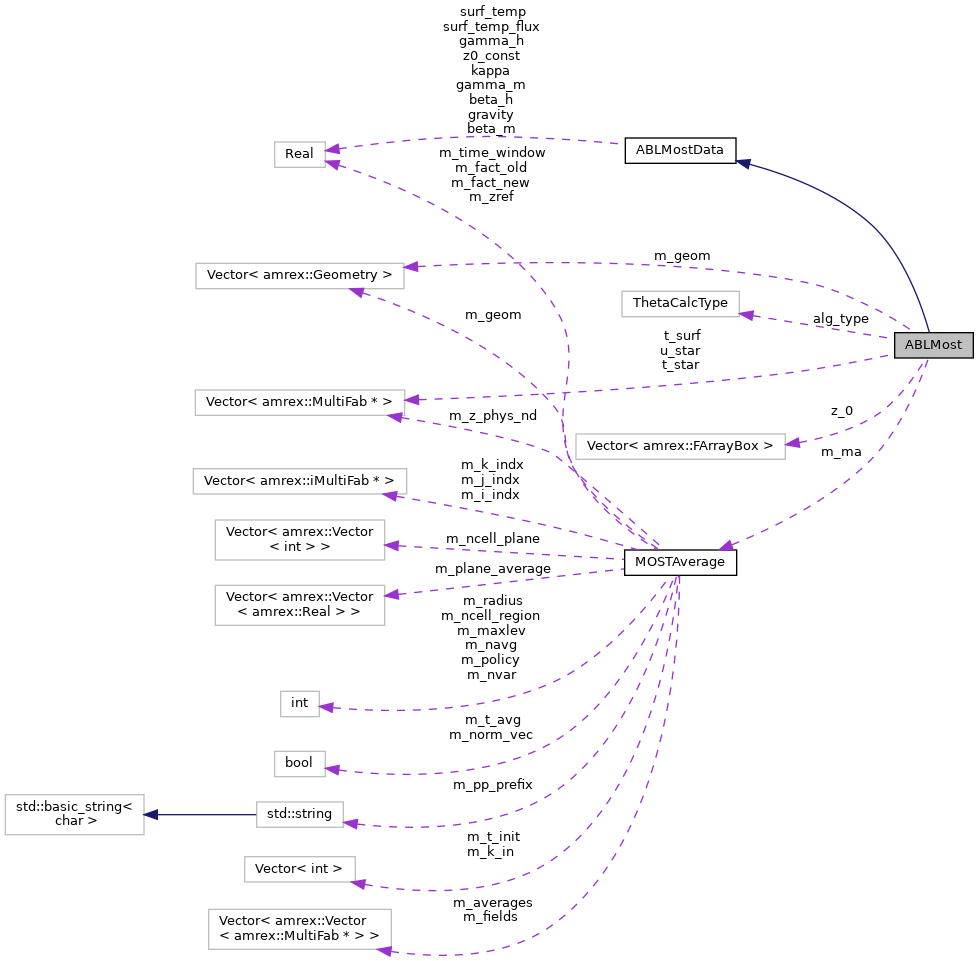 surf_temp
surf_temp_flux
gamma_h
z0_const
kappa
gamma_m
beta_h
gravity
beta_m
Real
ABLMostData
m_time_window
m_fact_old
m_fact_new
m_zref
m_geom
Vector< amrex::Geometry >
ThetaCalcType
m_geom
alg_type
t_surf
u_star
t_star
ABLMost
Vector< amrex::MultiFab * >
m_z_phys_nd
z_0
Vector< amrex::FArrayBox >
m_ma
m_k_indx
m_j_indx
m_i_indx
Vector< amrex::iMultiFab * >
Vector< amrex::Vector
< int > >
m_ncell_plane
MOSTAverage
m_plane_average
Vector< amrex::Vector
< amrex::Real > >
m_radius
m_ncell_region
m_maxlev
m_navg
m_policy
m_nvar
int
m_t_avg
m_norm_vec
bool
m_pp_prefix
std::basic_string<
char >
std::string
m_t_init
m_k_in
Vector< int >
m_averages
m_fields
Vector< amrex::Vector
< amrex::MultiFab * > >